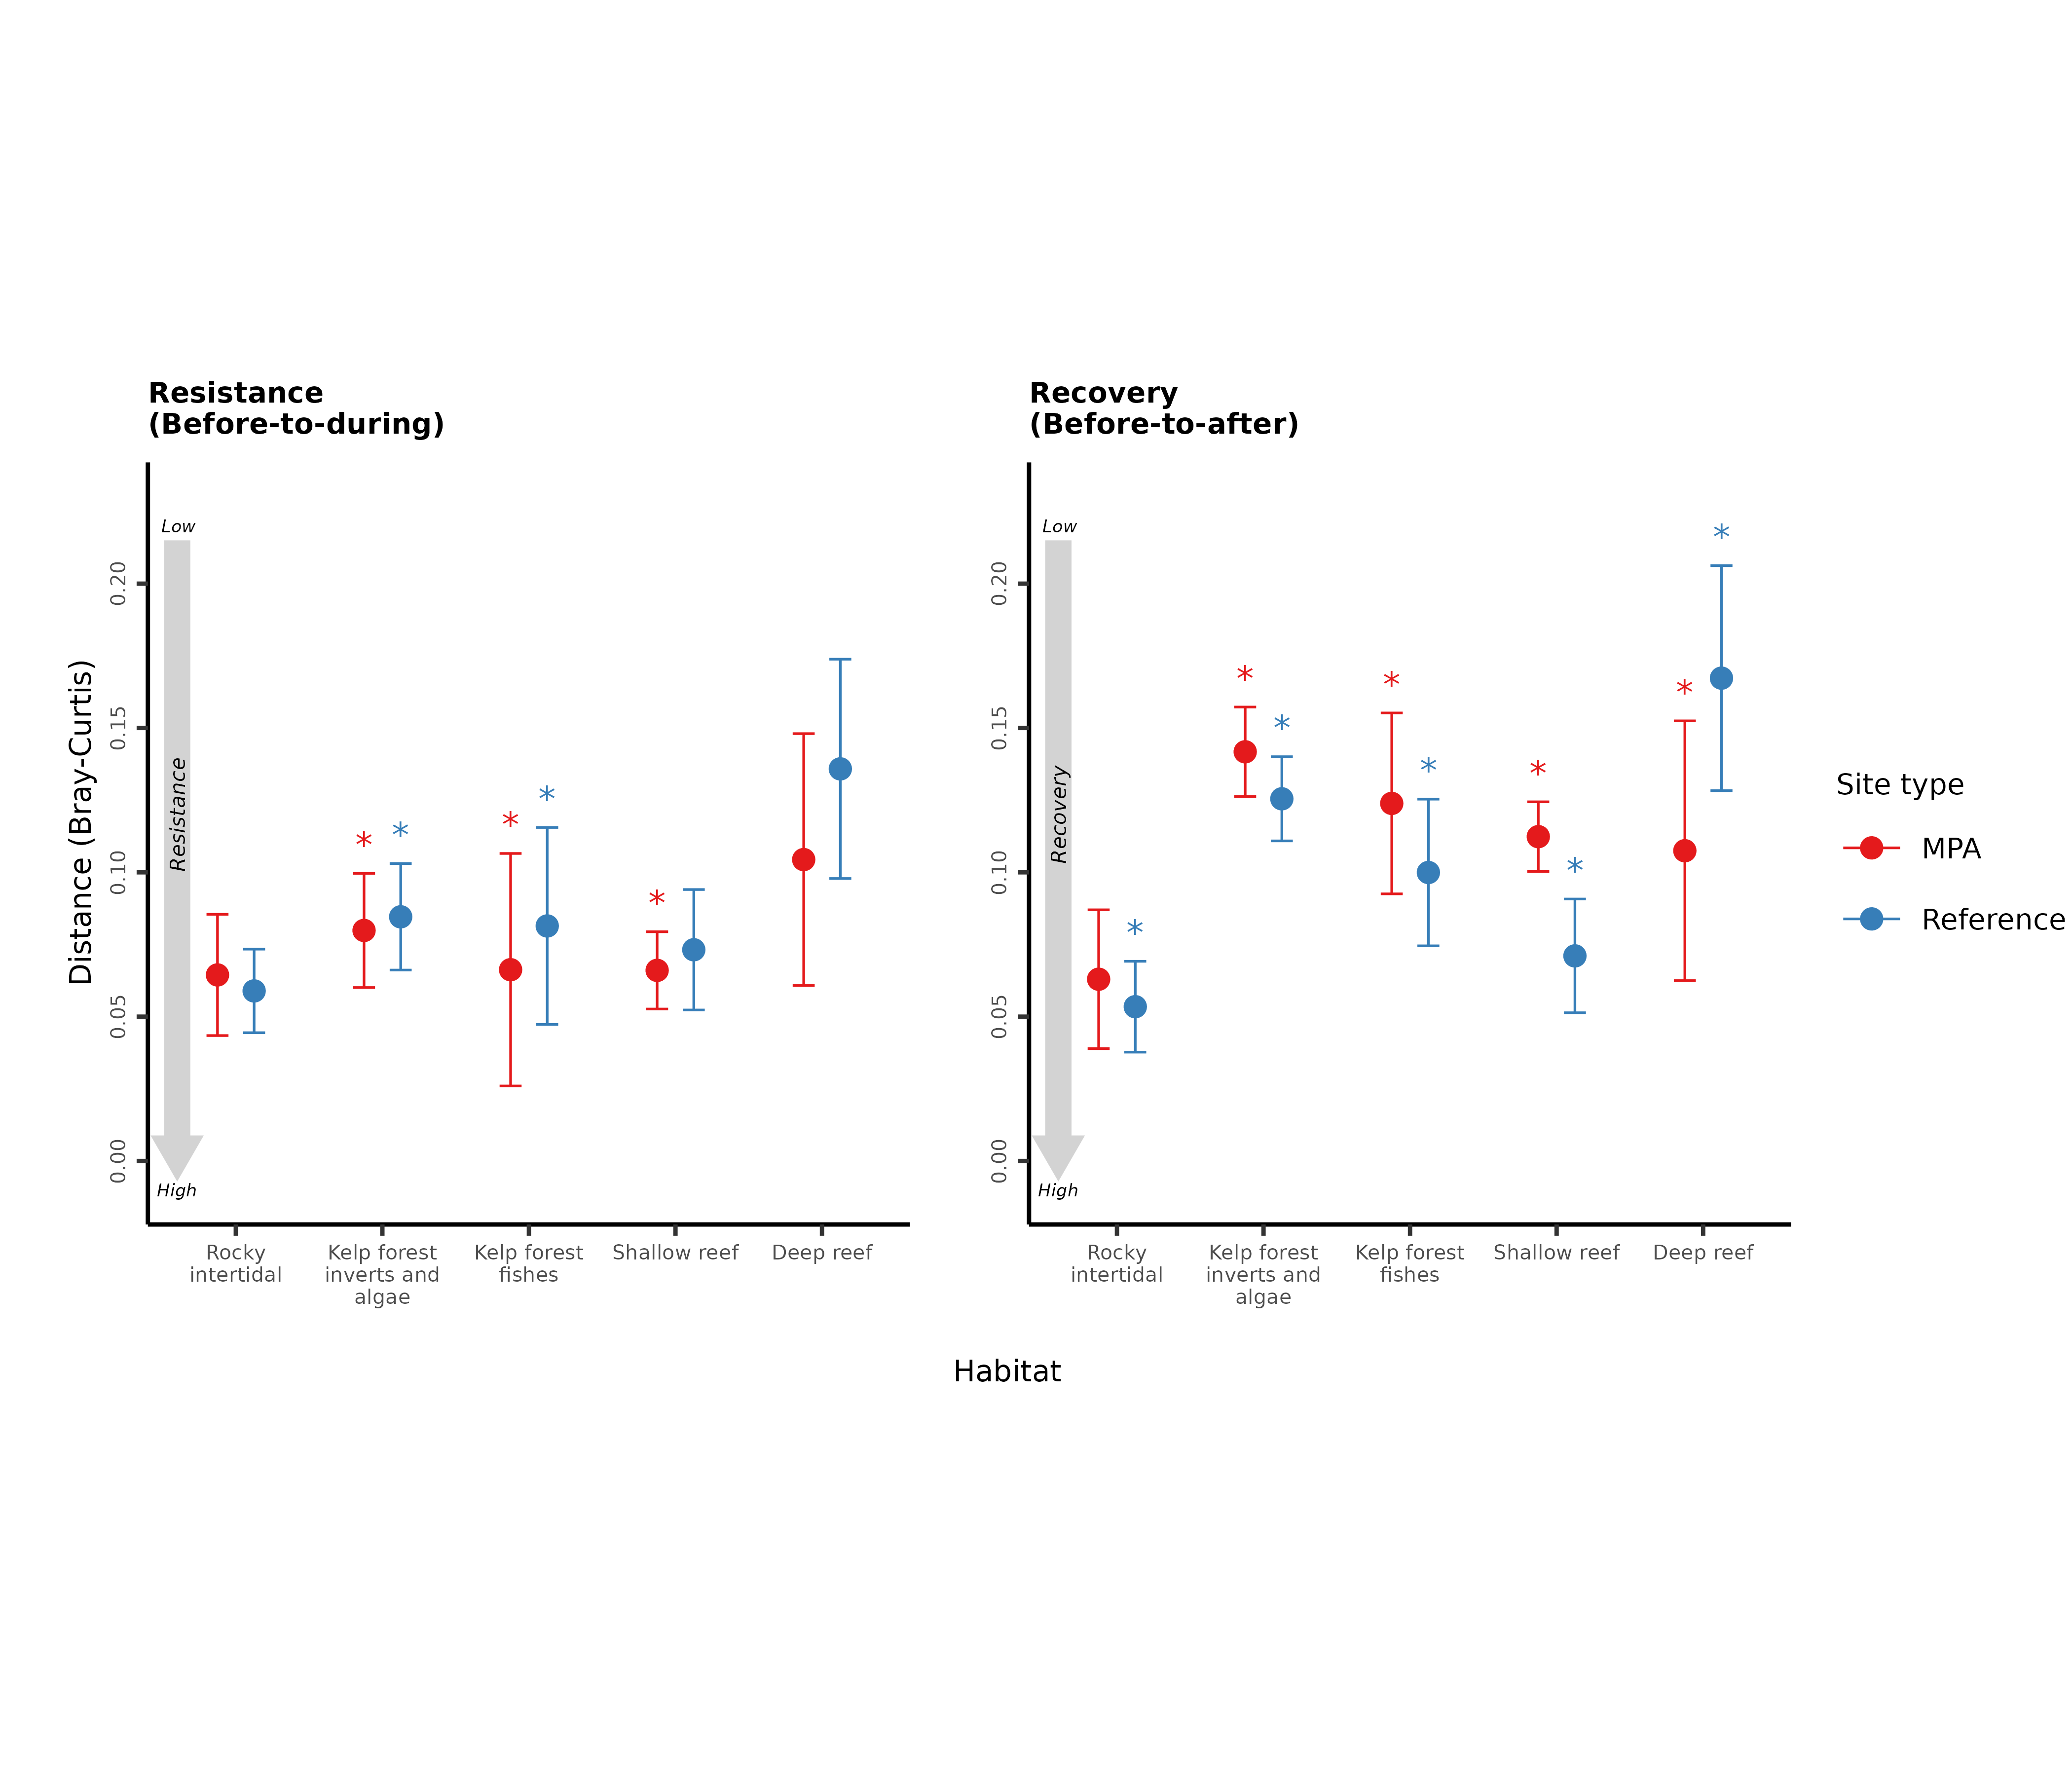 Resistance
(Before-to-during)
Recovery
(Before-to-after)
Distance (Bray-Curtis)
0.20
0.15
0.10
0.05
0.00
Low
Resistance
High
* * * * *
Rocky
intertidal
Kelp forest
inverts and
algae
Kelp forest
fishes
Shallow reef
Deep reef
0.20
0.15
0.10
0.05
0.00
Low
Recovery
High
* * * * * * * * *
Rocky
intertidal
Kelp forest
inverts and
algae
Kelp forest
fishes
Shallow reef
Deep reef
Habitat
Site type
MPA
Reference